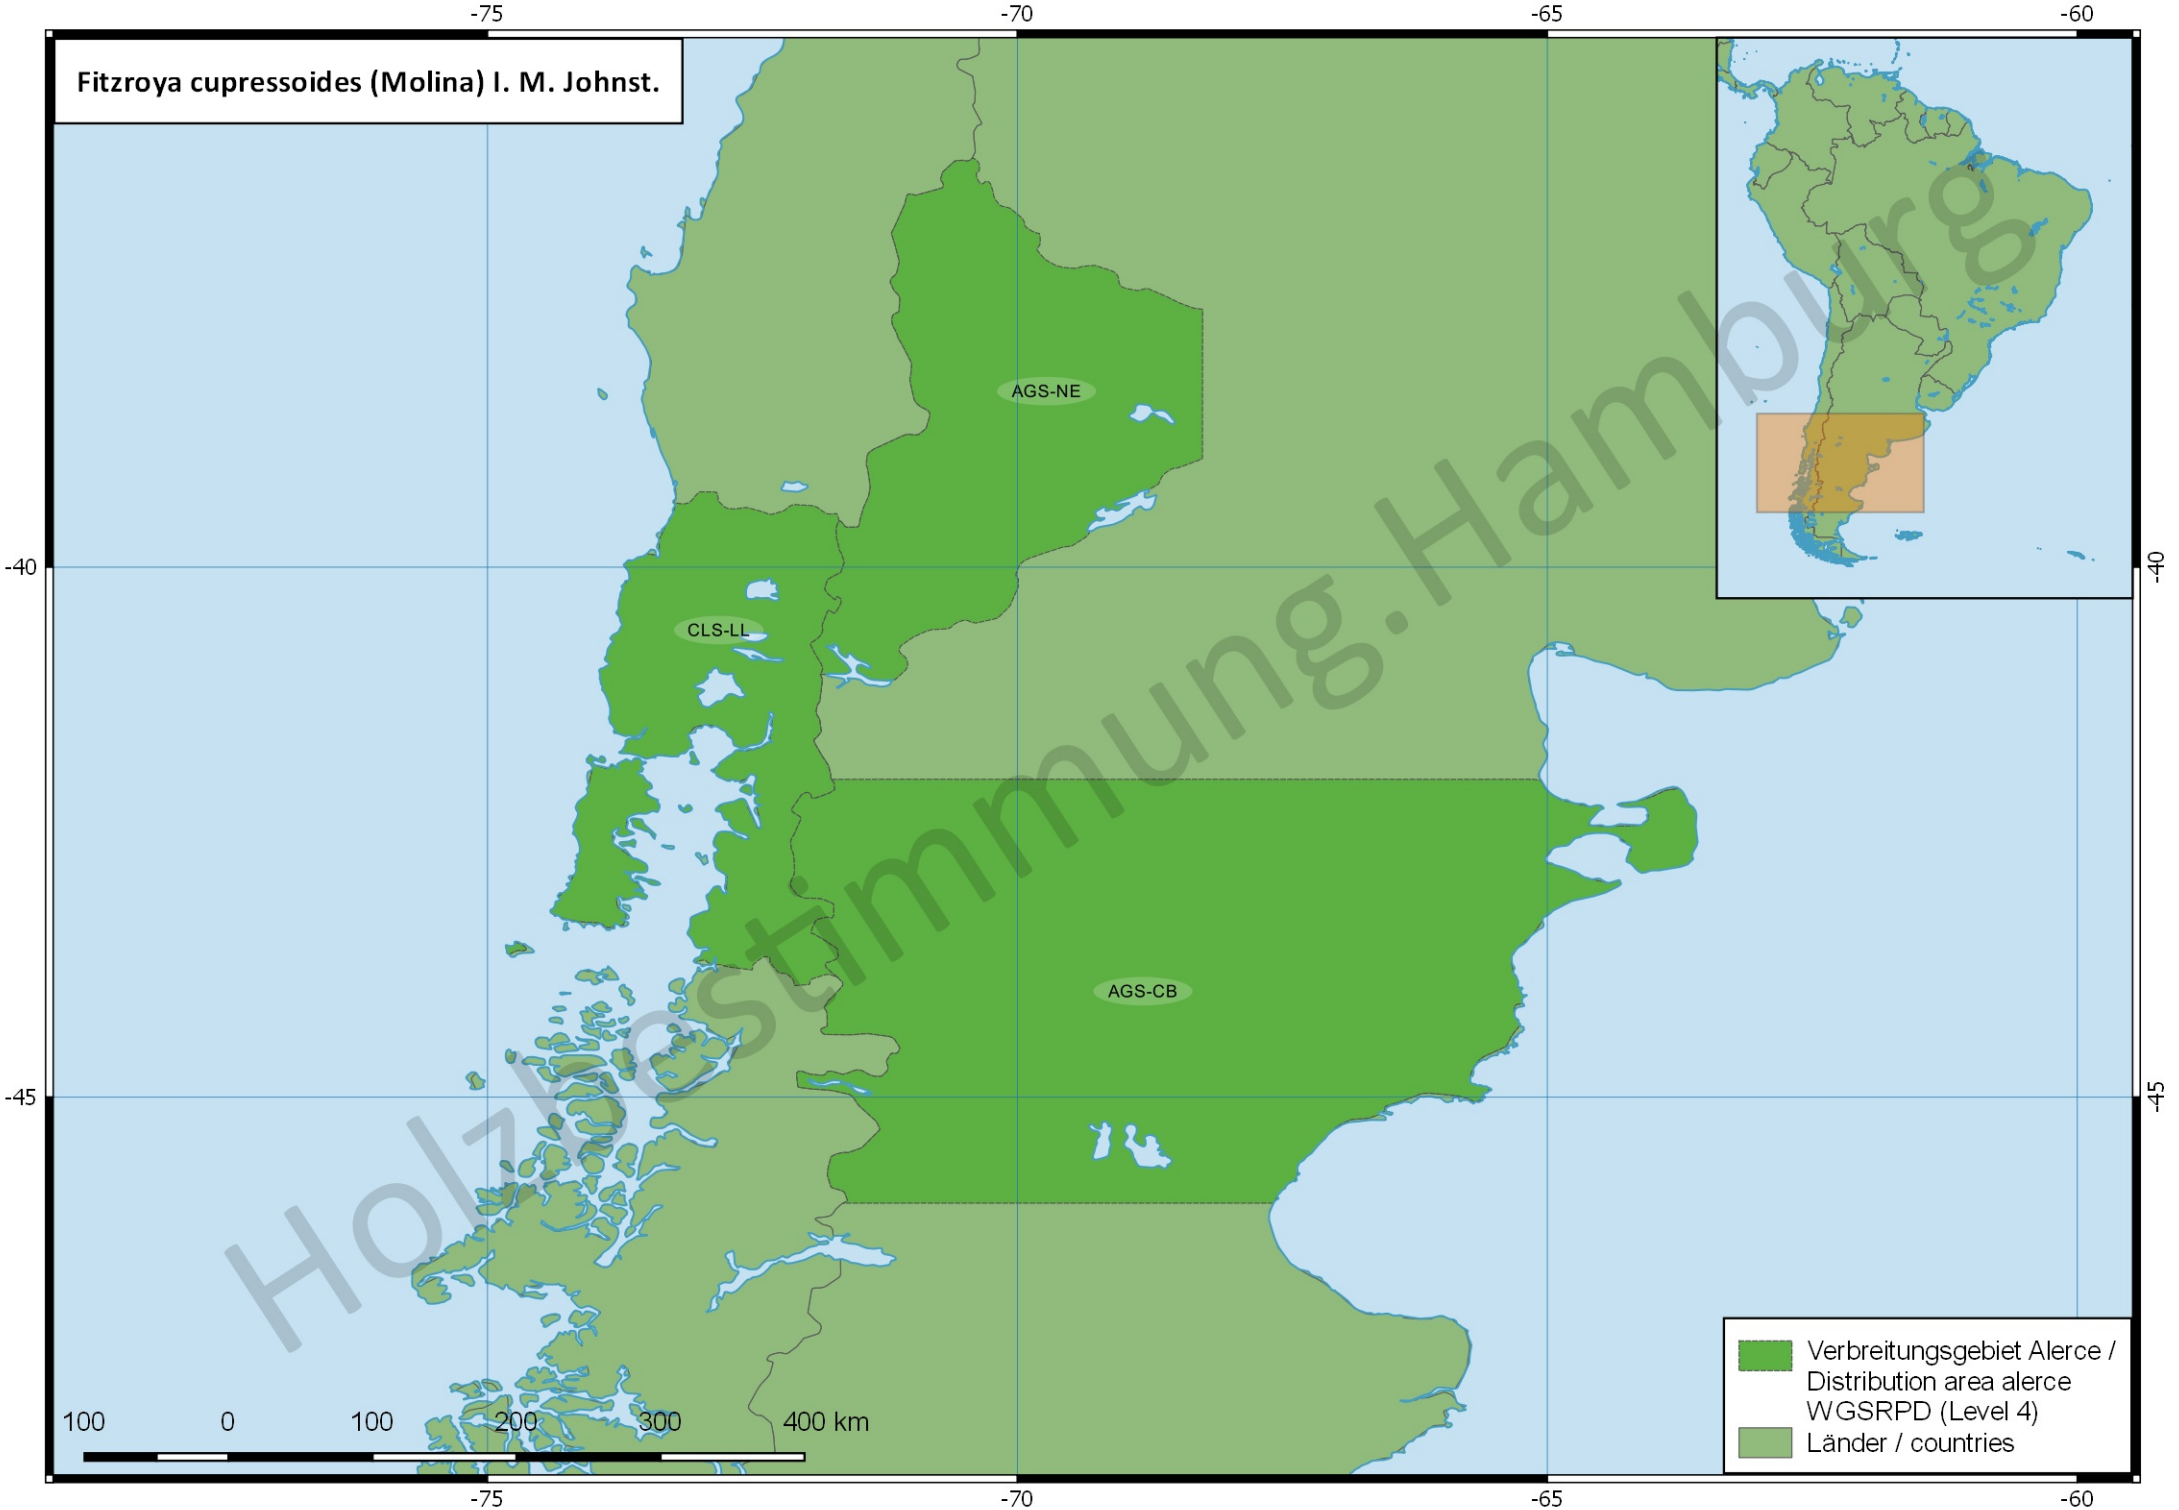 -75 -70 -65 -60
Fitzroya cupressoides (Molina) I. M. Johnst.
AGS-NE
-40 -40
CLS-LL
AGS-CB
-45 -45
Holzbestimmung.Hamburg
Verbreitungsgebiet Alerce /
Distribution area alerce
WGSRPD (Level 4)
Länder / countries
100 0 100 200 300 400 km
-75 -70 -65 -60